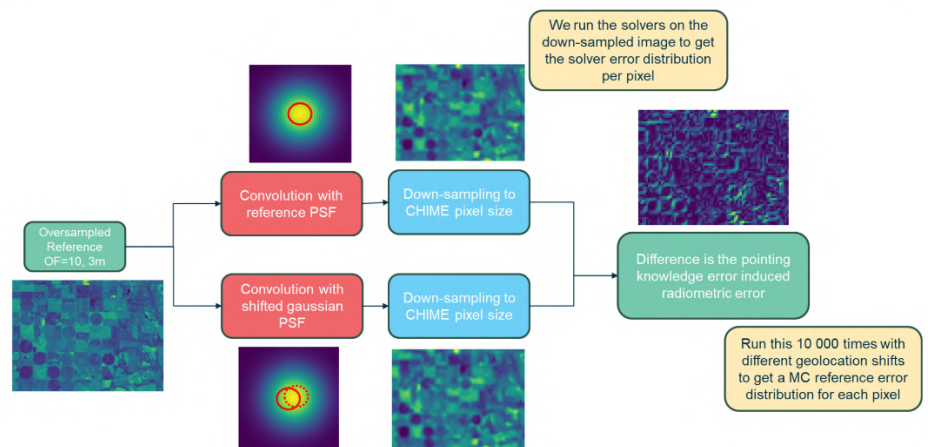 We run the solvers on the
down-sampled image to get
the solver error distribution
per pixel
Convolution with
reference PSF
Down-sampling to
CHIME pixel size
Oversampled
Reference
OF=10, 3m
Difference is the pointing
knowledge error induced
radiometric error
Convolution with
shifted gaussian
PSF
Down-sampling to
CHIME pixel size
Run this 10 000 times with
different geolocation shifts
to get a MC reference error
distribution for each pixel